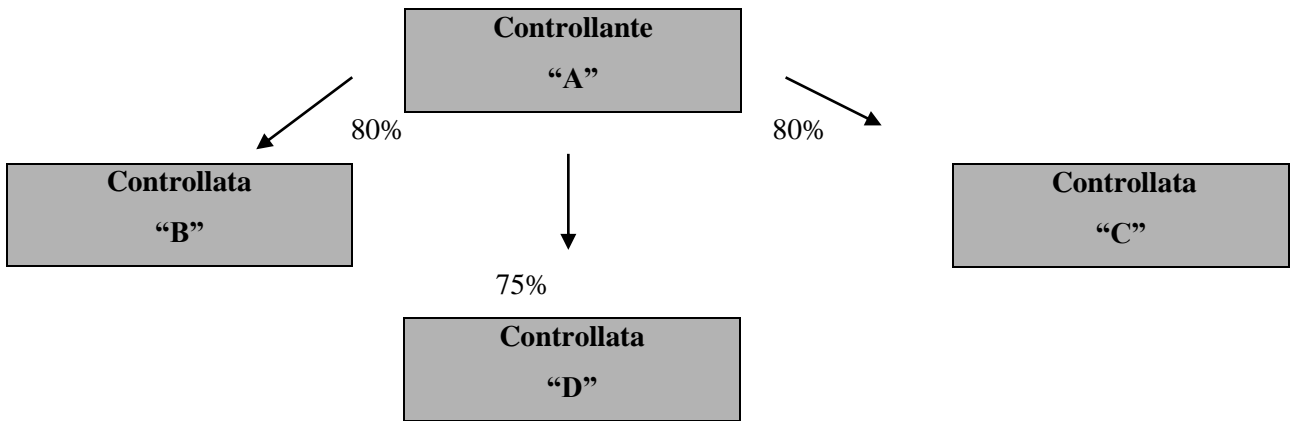 Controllante
“A”
80%
80%
Controllata
“B”
Controllata
“C”
75%
Controllata
“D”